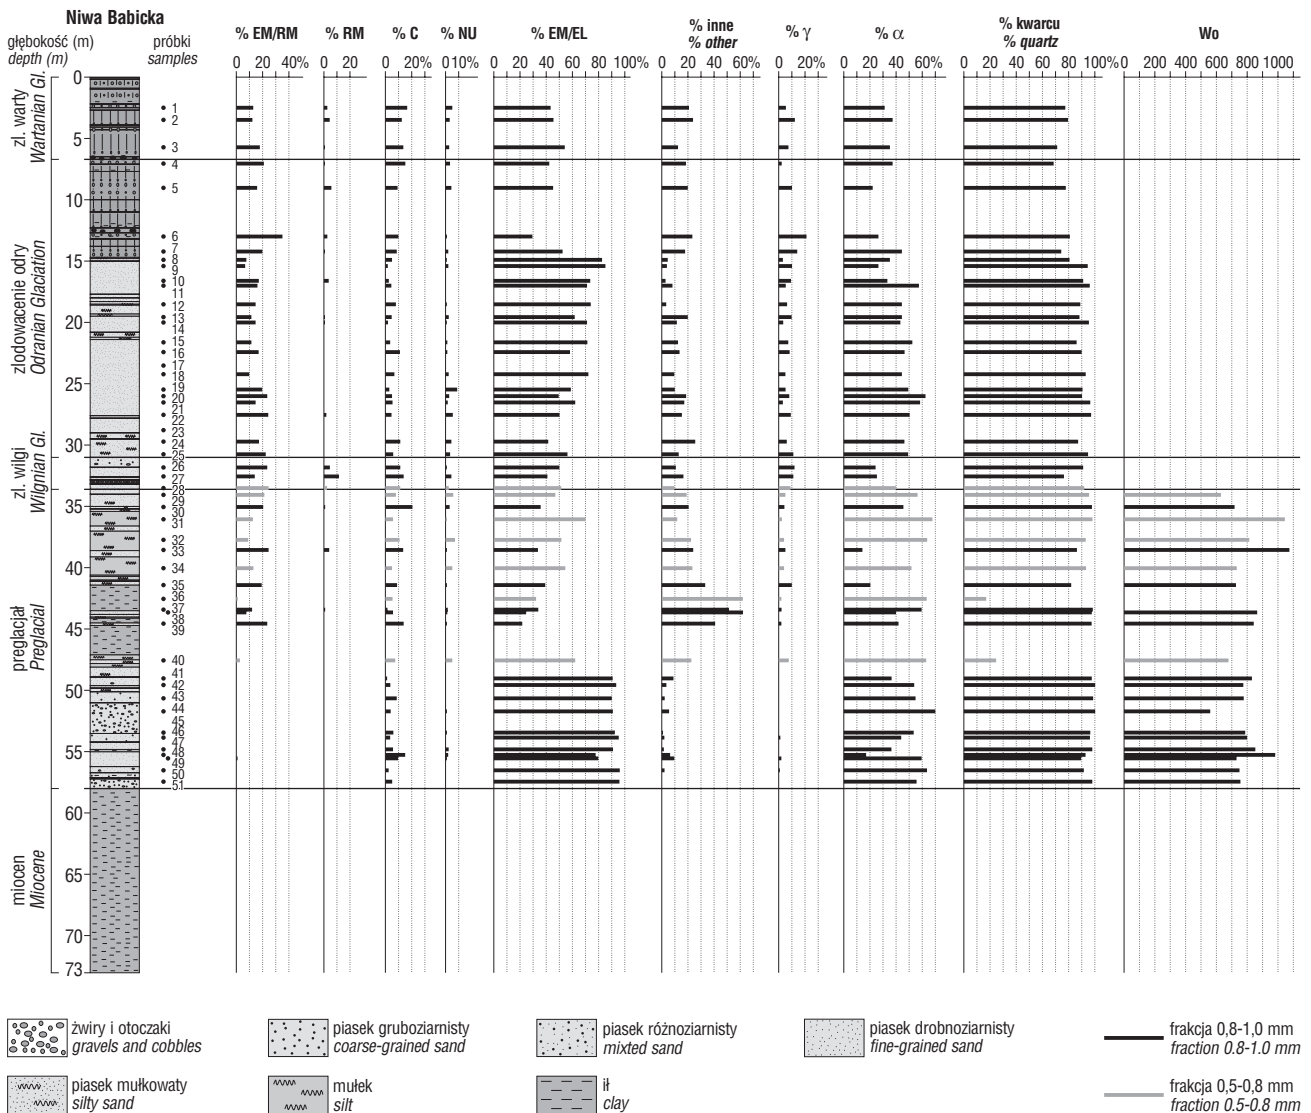 Niwa Babicka
głębokość (m)
depth (m)
próbki
samples
% EM/RM
% RM
% C
% NU
% EM/EL
% inne
% other
% γ
% α
% kwarcu
% quartz
Wo
0 20 40%
0 20
0 20%
0 10%
0 20 40 60 80 100%
0 20 40 60%
0 20%
0 20 40 60%
0 20 40 60 80 100%
0 200 400 600 800 1000
0
5
10
15
20
25
30
35
40
45
50
55
60
65
70
73
zl. warty
Wartanian Gl.
zlodowacenie odry
Odranian Glaciation
zl. wilgi
Wilgnian Gl.
preglacjał
Preglacial
miocen
Miocene
1
2
3
4
5
6
7
8
9
10
11
12
13
14
15
16
17
18
19
20
21
22
23
24
25
26
27
28
29
30
31
32
33
34
35
36
37
38
39
40
41
42
43
44
45
46
47
48
49
50
51
żwiry i otoczaki
gravels and cobbles
piasek gruboziarnisty
coarse-grained sand
piasek różnoziarnisty
mixted sand
piasek drobnoziarnisty
fine-grained sand
frakcja 0,8-1,0 mm
fraction 0.8-1.0 mm
piasek mułkowaty
silty sand
mułek
silt
ił
clay
frakcja 0,5-0,8 mm
fraction 0.5-0.8 mm